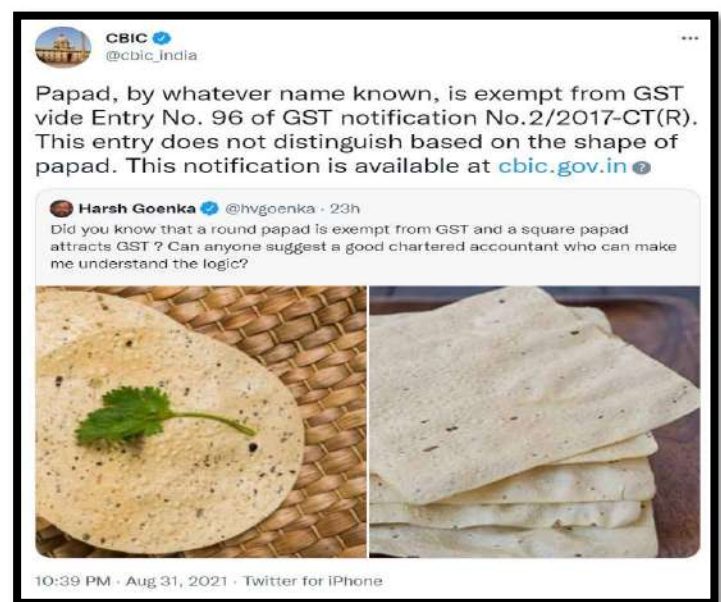 CBIC
@cbic_india
Papad, by whatever name known, is exempt from GST
vide Entry No. 96 of GST notification No.2/2017-CT(R).
This entry does not distinguish based on the shape of
papad. This notification is available at cbic.gov.in
Harsh Goenka @hvgoenka · 23h
Did you know that a round papad is exempt from GST and a square papad
attracts GST ? Can anyone suggest a good chartered accountant who can make
me understand the logic?
10:39 PM · Aug 31, 2021 · Twitter for iPhone